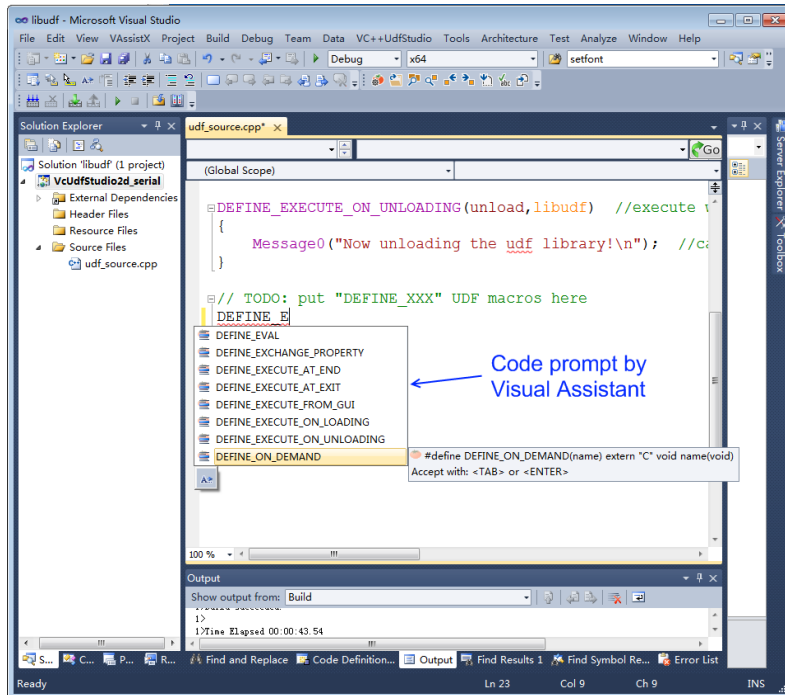 libudf - Microsoft Visual Studio
File Edit View VAssistX Project Build Debug Team Data VC++UdfStudio Tools Architecture Test Analyze Window Help
Debug x64 setfont
Solution Explorer
udf_source.cpp*
Go
(Global Scope)
Solution 'libudf' (1 project)
VcUdfStudio2d_serial
External Dependencies
Header Files
Resource Files
Source Files
udf_source.cpp
DEFINE_EXECUTE_ON_UNLOADING(unload,libudf) //execute
{
Message0("Now unloading the udf library!\n");
}
// TODO: put "DEFINE_XXX" UDF macros here
DEFINE_E
DEFINE_EVAL
DEFINE_EXCHANGE_PROPERTY
DEFINE_EXECUTE_AT_END
DEFINE_EXECUTE_AT_EXIT
DEFINE_EXECUTE_FROM_GUI
DEFINE_EXECUTE_ON_LOADING
DEFINE_EXECUTE_ON_UNLOADING
DEFINE_ON_DEMAND
#define DEFINE_ON_DEMAND(name) extern "C" void name(void)
Accept with: <TAB> or <ENTER>
Code prompt by
Visual Assistant
Server Explorer
Toolbox
100 %
Output
Show output from: Build
1>
1>Time Elapsed 00:00:43.54
S... C... P... R... Find and Replace Code Definition... Output Find Results 1 Find Symbol Re... Error List
Ready Ln 23 Col 9 Ch 9 INS